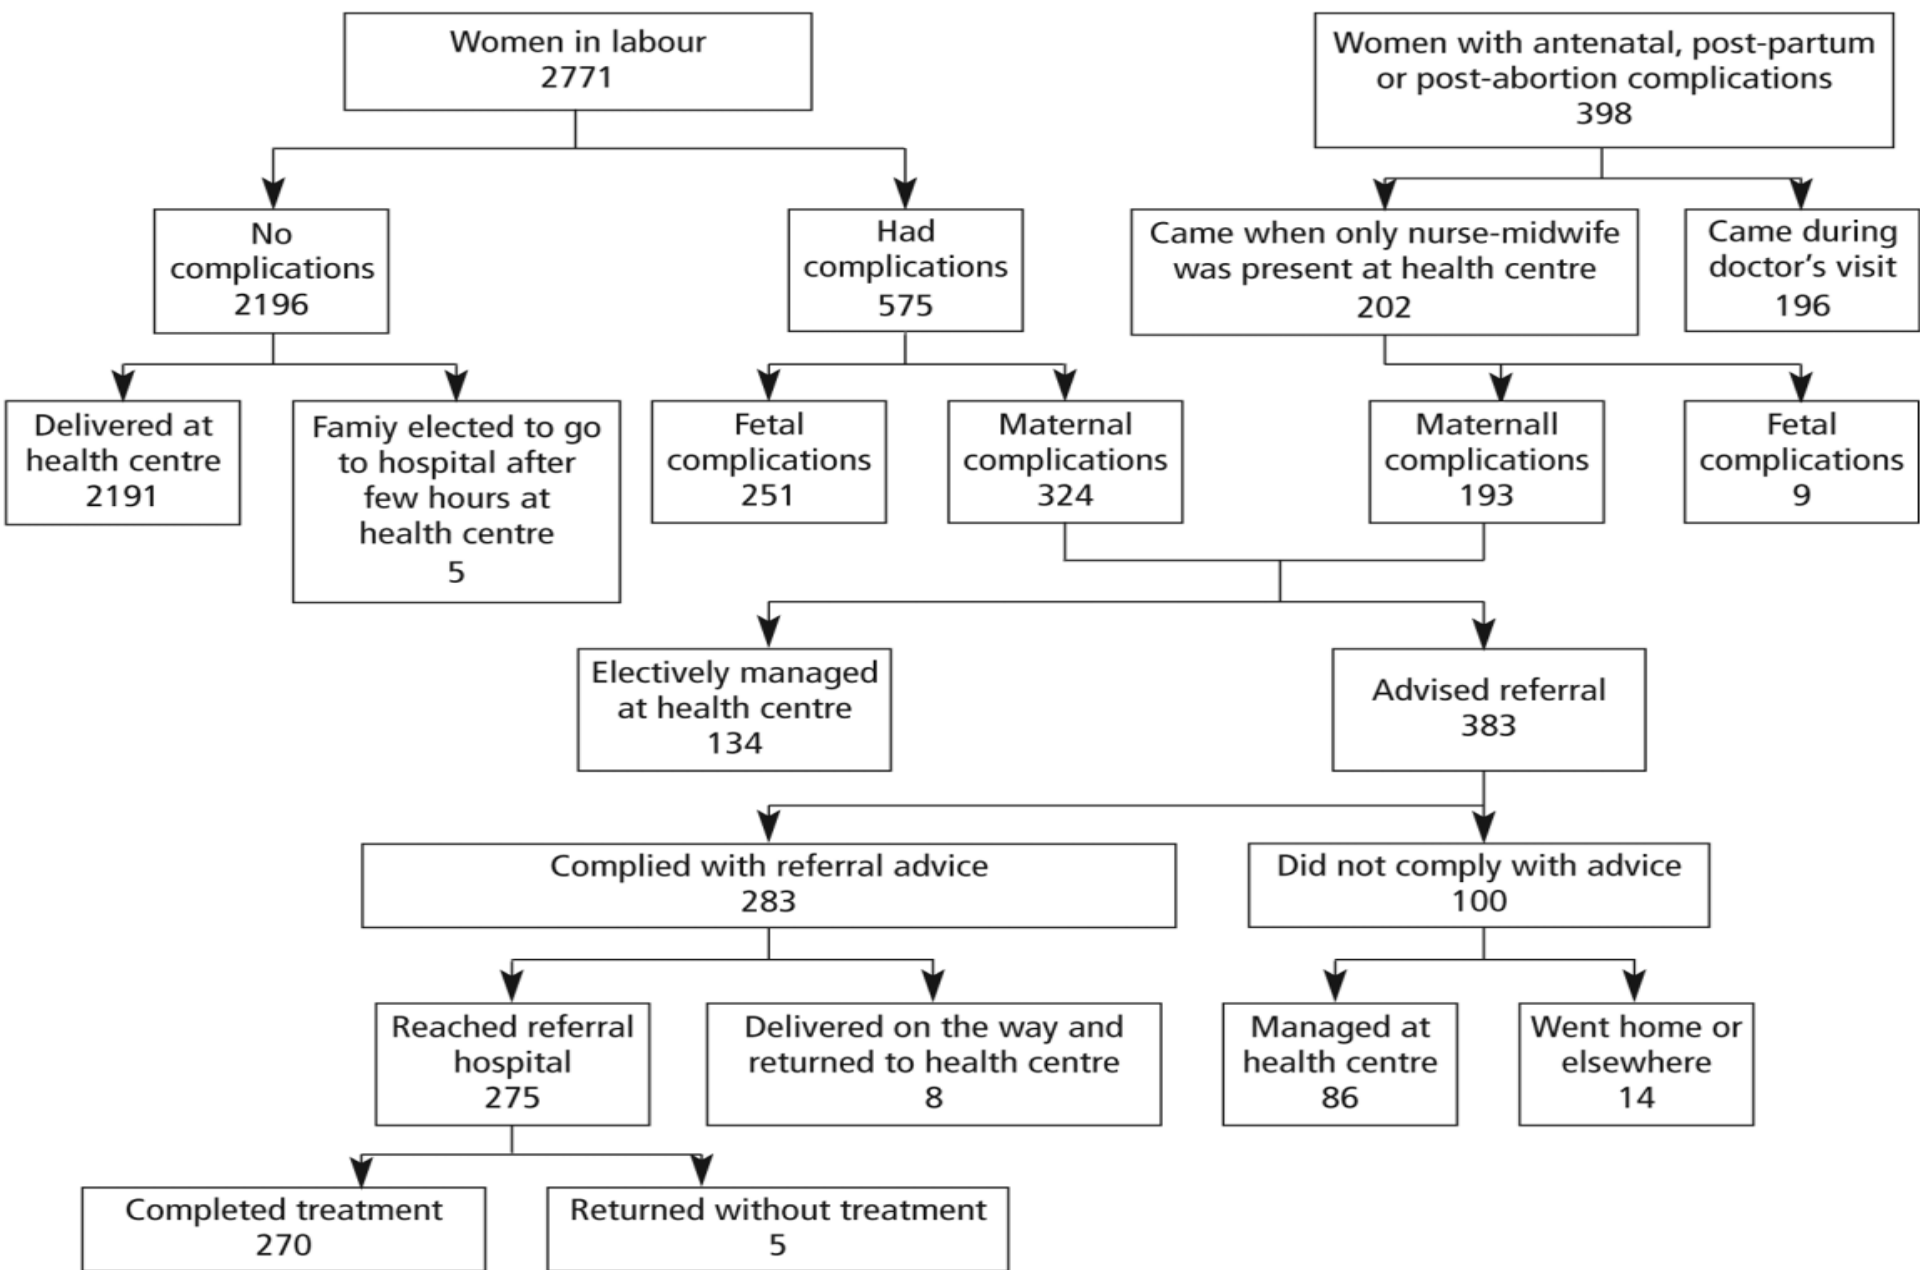 Women in labour
2771
Women with antenatal, post-partum
or post-abortion complications
398
No
complications
2196
Had
complications
575
Came when only nurse-midwife
was present at health centre
202
Came during
doctor's visit
196
Delivered at
health centre
2191
Famiy elected to go
to hospital after
few hours at
health centre
5
Fetal
complications
251
Maternal
complications
324
Maternall
complications
193
Fetal
complications
9
Electively managed
at health centre
134
Advised referral
383
Complied with referral advice
283
Did not comply with advice
100
Reached referral
hospital
275
Delivered on the way and
returned to health centre
8
Managed at
health centre
86
Went home or
elsewhere
14
Completed treatment
270
Returned without treatment
5